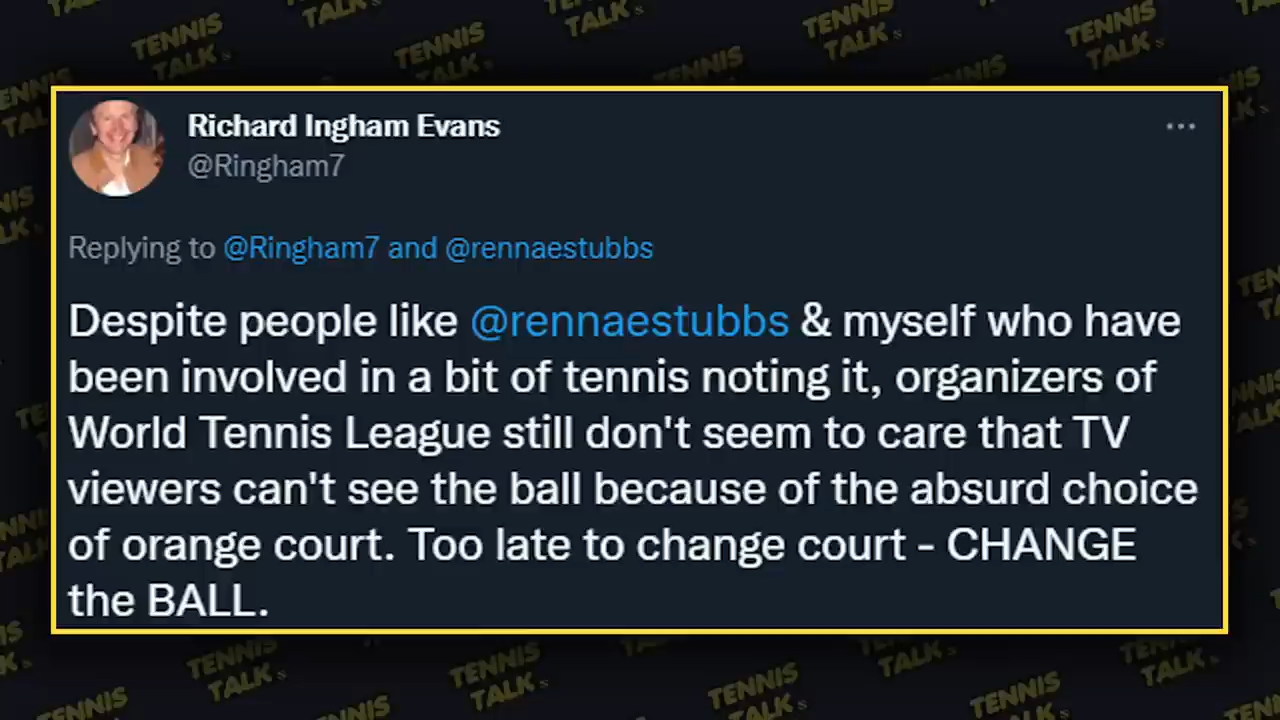 Richard Ingham Evans
@Ringham7
Replying to @Ringham7 and @rennaestubbs
Despite people like @rennaestubbs & myself who have
been involved in a bit of tennis noting it, organizers of
World Tennis League still don't seem to care that TV
viewers can't see the ball because of the absurd choice
of orange court. Too late to change court - CHANGE
the BALL.
TENNIS
TALK